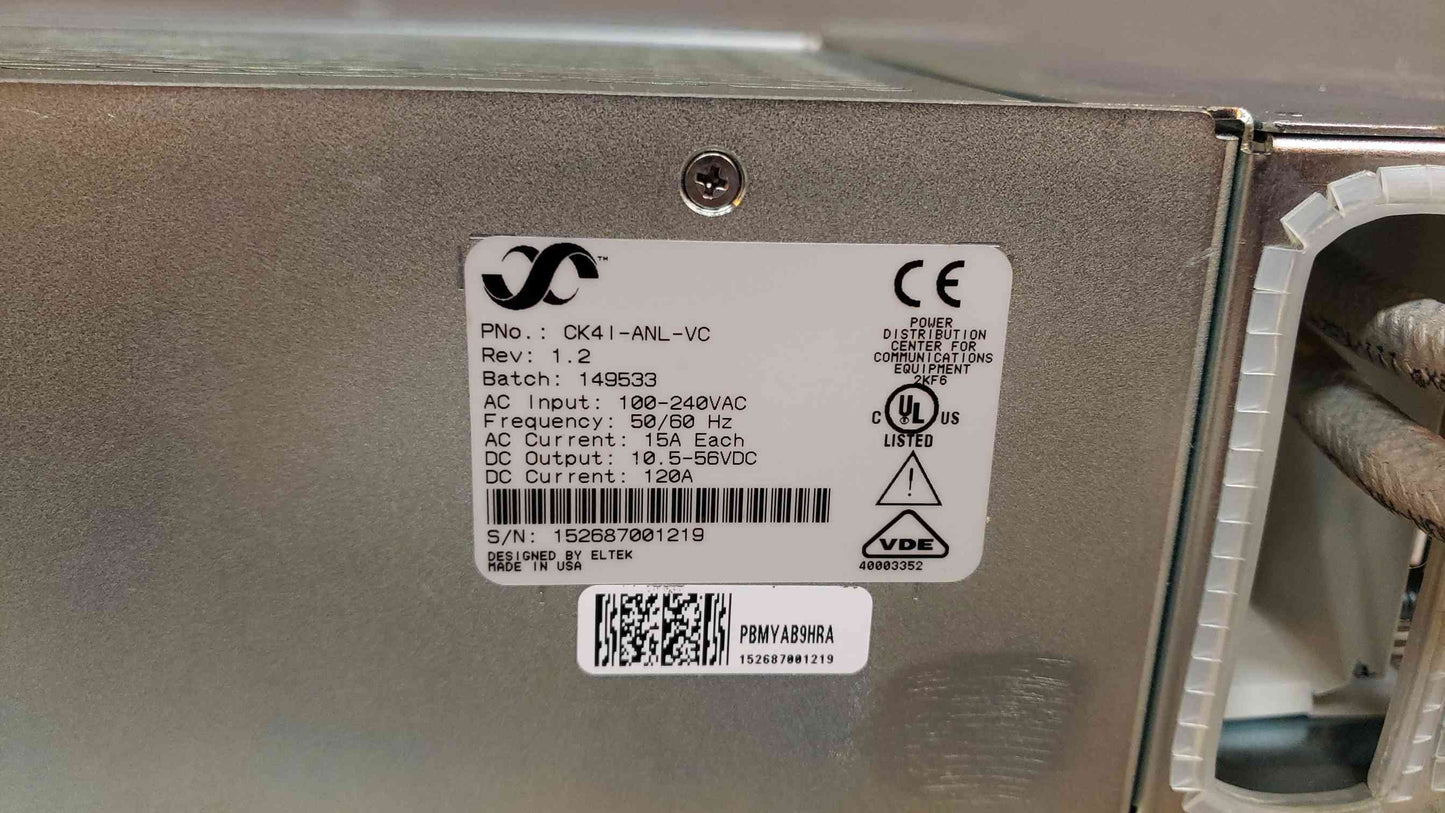 ™
PNo.: CK4I-ANL-VC
Rev: 1.2
Batch: 149533
AC Input: 100-240VAC
Frequency: 50/60 Hz
AC Current: 15A Each
DC Output: 10.5-56VDC
DC Current: 120A
S/N: 152687001219
DESIGNED BY ELTEK
MADE IN USA
CE
POWER
DISTRIBUTION
CENTER FOR
COMMUNICATIONS
EQUIPMENT
2KF6
C UL US
LISTED
!
VDE
40003352
PBMYAB9HRA
152687001219